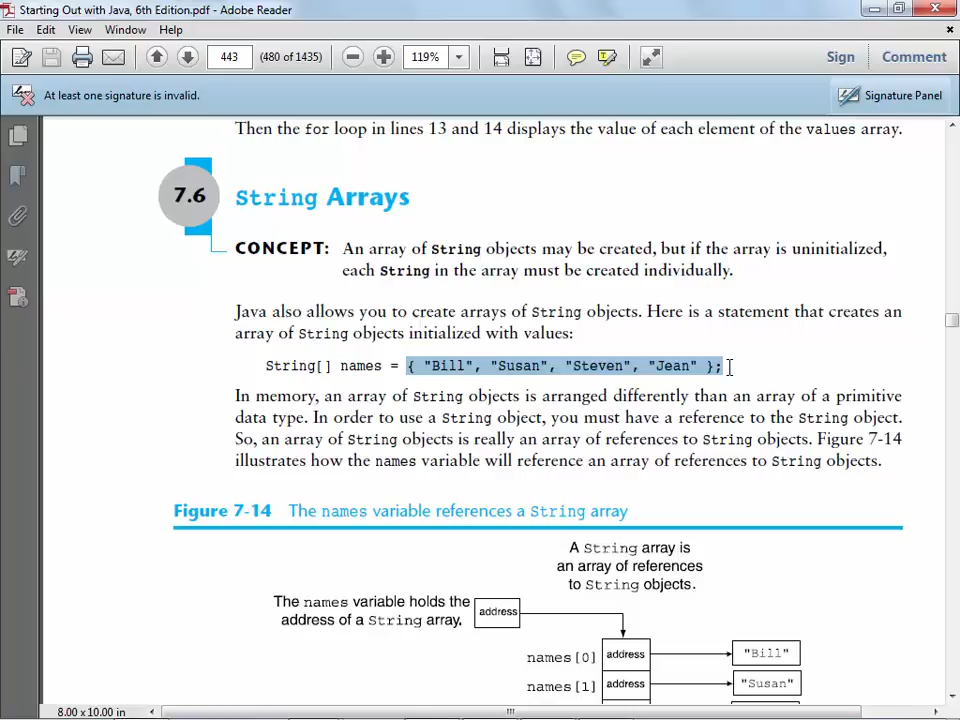 Starting Out with Java, 6th Edition.pdf - Adobe Reader
File Edit View Window Help
443 (480 of 1435) 119% Sign Comment
At least one signature is invalid. Signature Panel
Then the for loop in lines 13 and 14 displays the value of each element of the values array.
7.6 String Arrays
CONCEPT: An array of String objects may be created, but if the array is uninitialized,
each String in the array must be created individually.
Java also allows you to create arrays of String objects. Here is a statement that creates an
array of String objects initialized with values:
String[] names = { "Bill", "Susan", "Steven", "Jean" };
In memory, an array of String objects is arranged differently than an array of a primitive
data type. In order to use a String object, you must have a reference to the String object.
So, an array of String objects is really an array of references to String objects. Figure 7-14
illustrates how the names variable will reference an array of references to String objects.
Figure 7-14 The names variable references a String array
A String array is
an array of references
to String objects.
The names variable holds the
address of a String array.
address
names[0] address "Bill"
names[1] address "Susan"
8.00 x 10.00 in